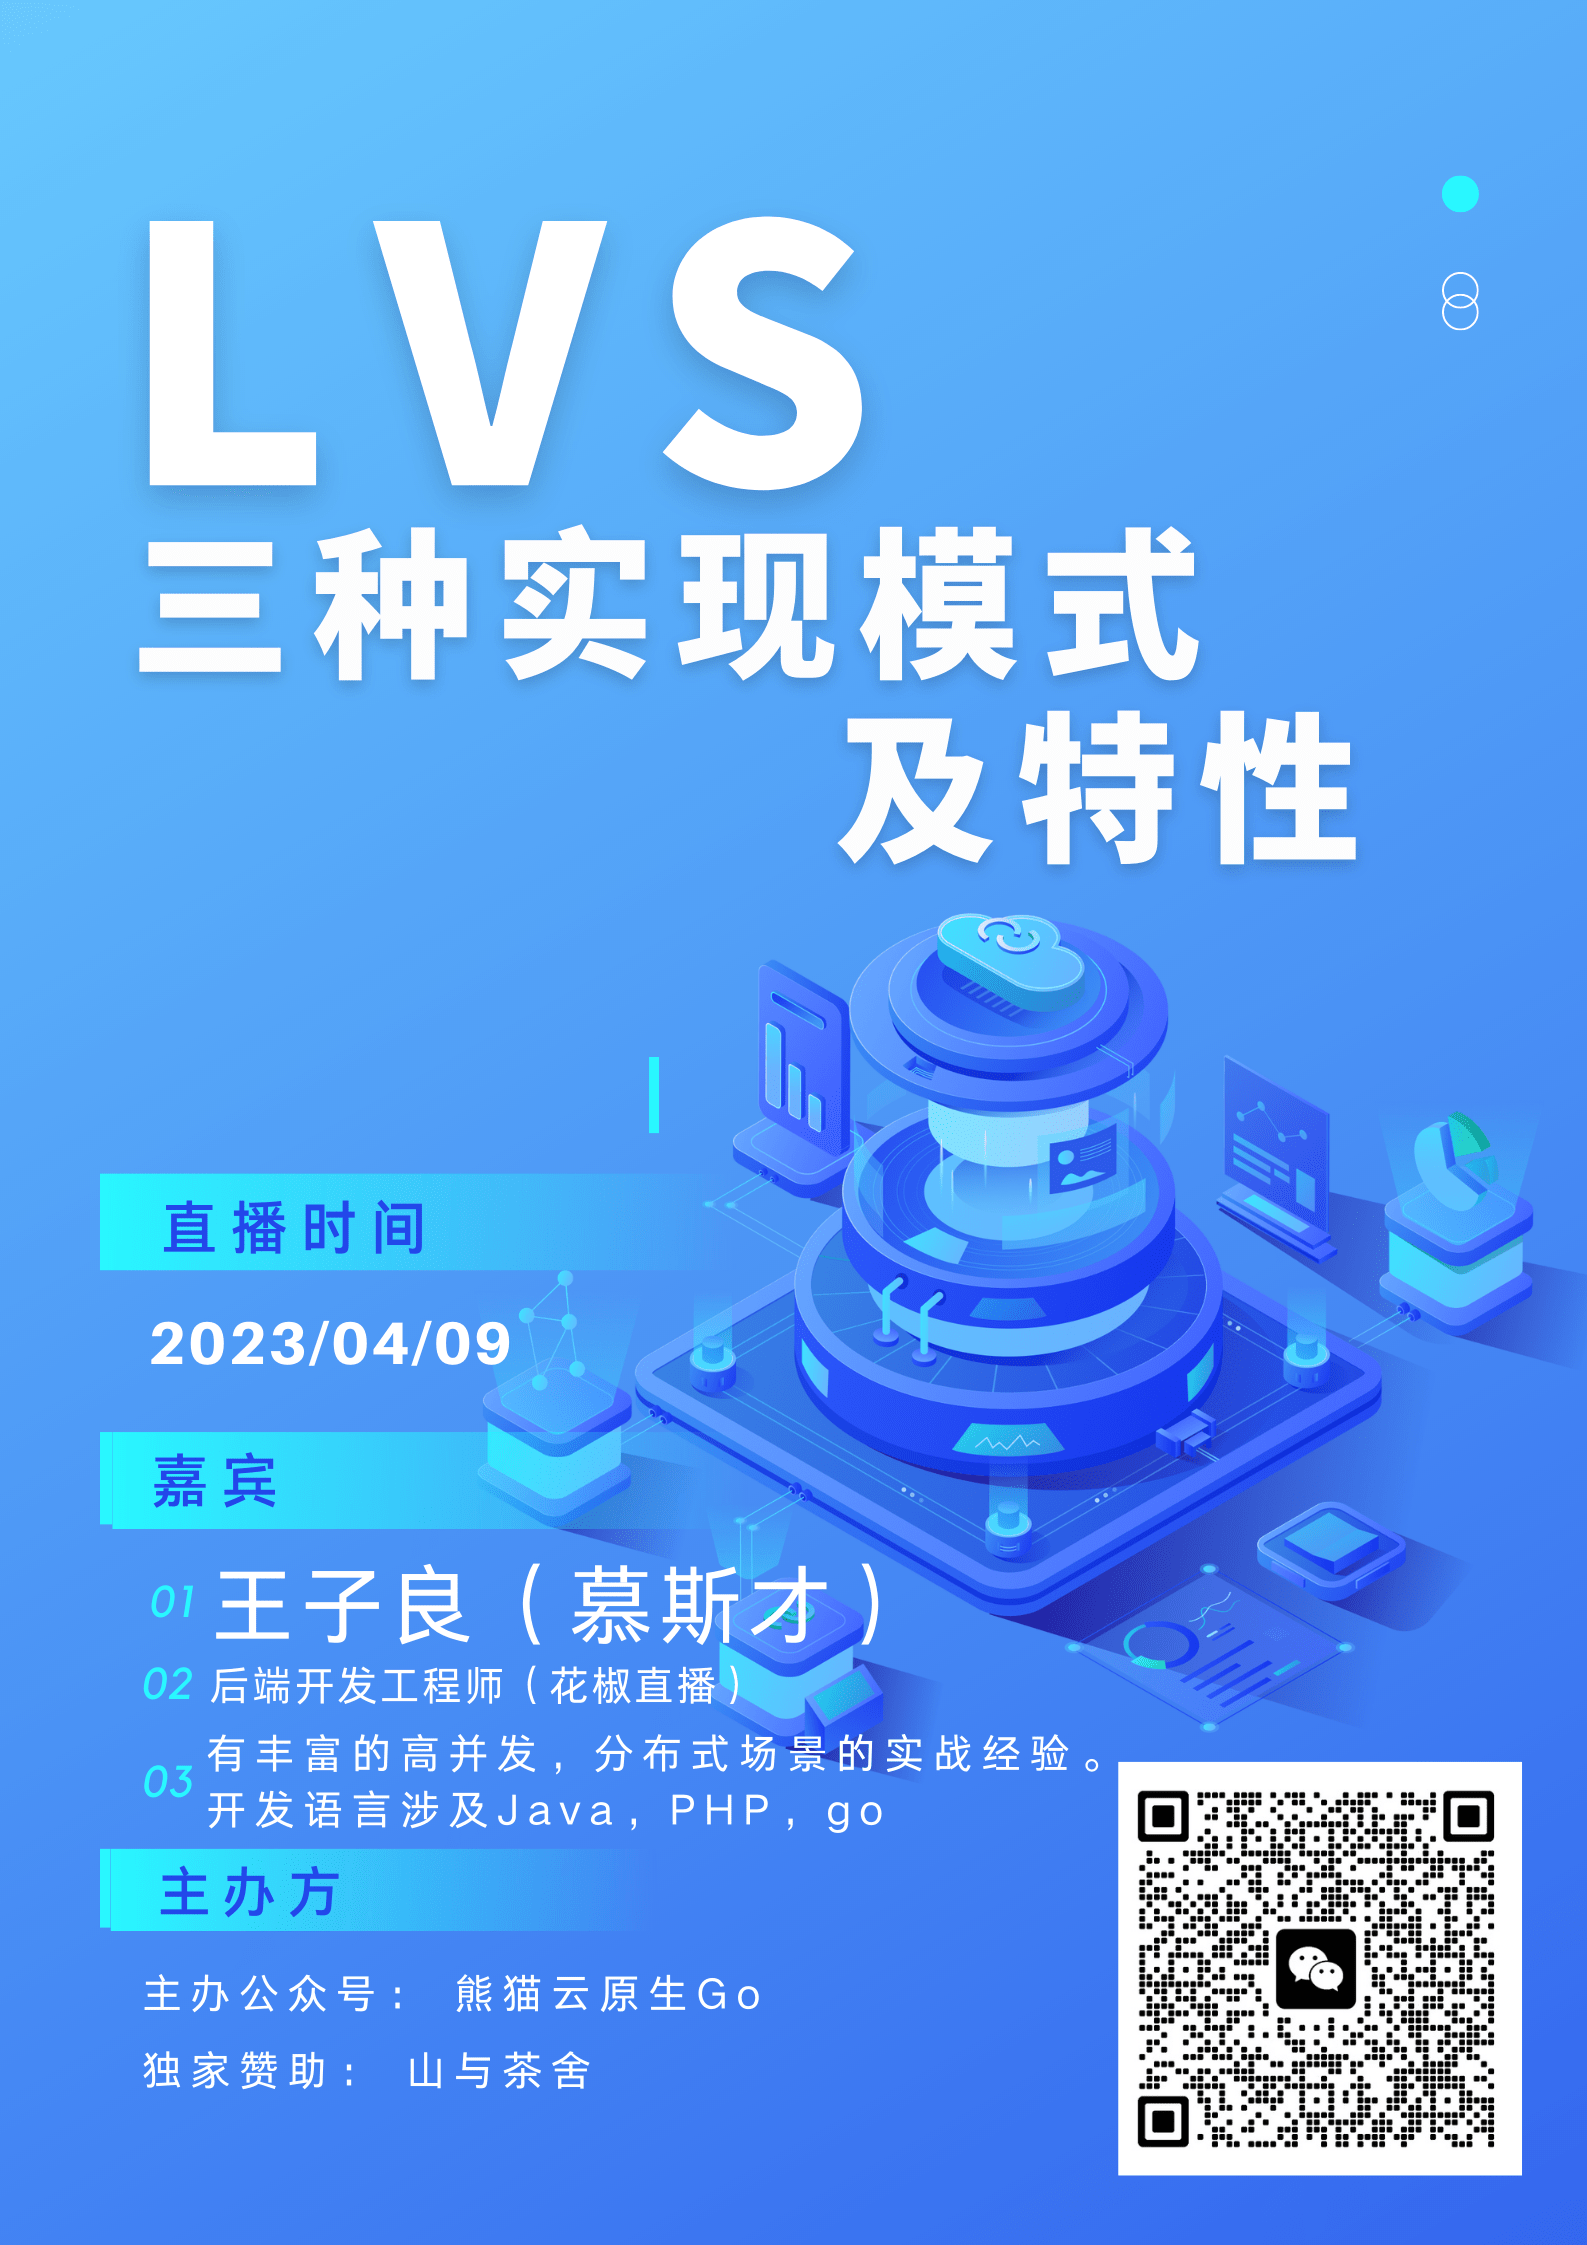 LVS
三种实现模式
及特性
直播时间
2023/04/09
嘉宾
01 王子良（慕斯才）
02 后端开发工程师（花椒直播）
03 有丰富的高并发，分布式场景的实战经验。
开发语言涉及Java，PHP，go
主办方
主办公众号： 熊猫云原生Go
独家赞助： 山与茶舍